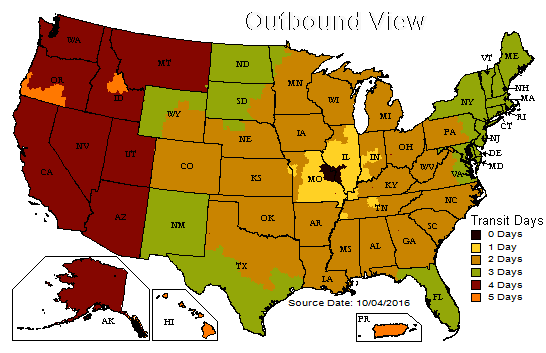 Outbound View
WA
MT
ND
MN
VT
ME
OR
ID
SD
WI
MI
NY
NH
MA
WY
RI
CT
IA
NE
PA
NJ
NV
UT
CO
IL
IN
OH
DE
MD
CA
KS
MO
WV
VA
KY
AZ
NM
OK
AR
TN
NC
SC
TX
MS
AL
GA
LA
FL
AK
HI
PR
Transit Days
0 Days
1 Day
2 Days
3 Days
4 Days
5 Days
Source Date: 10/04/2016